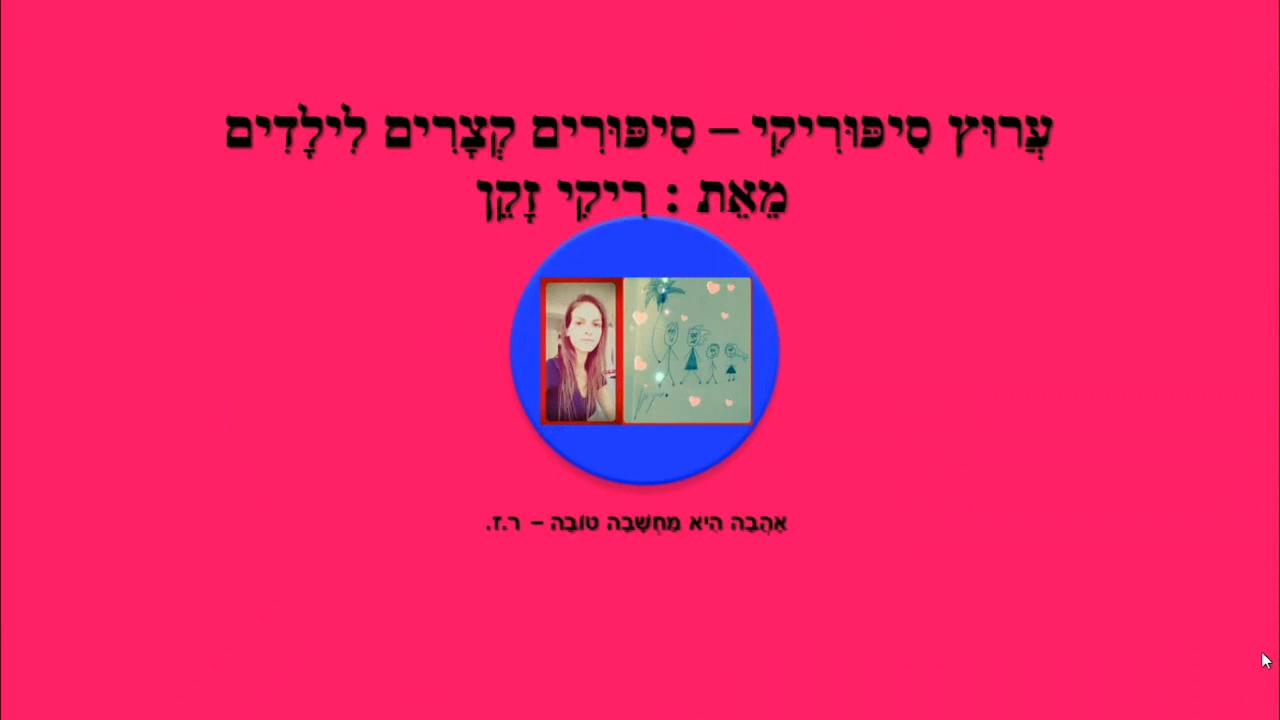 עֲרוּץ סִיפּוּרִיקִי – סִיפּוּרִים קְצָרִים לִילָדִים
מֵאֵת : רִיקִי זָקֵן
אַהֲבָה הִיא מַחְשָׁבָה טוֹבָה – ר.ז.